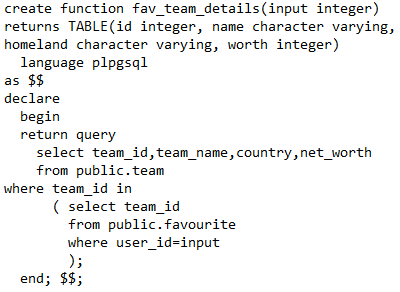 create function fav_team_details(input integer)
returns TABLE(id integer, name character varying,
homeland character varying, worth integer)
  language plpgsql
as $$
declare
  begin
  return query
    select team_id,team_name,country,net_worth
    from public.team
where team_id in
      ( select team_id
        from public.favourite
        where user_id=input
        );
  end; $$;